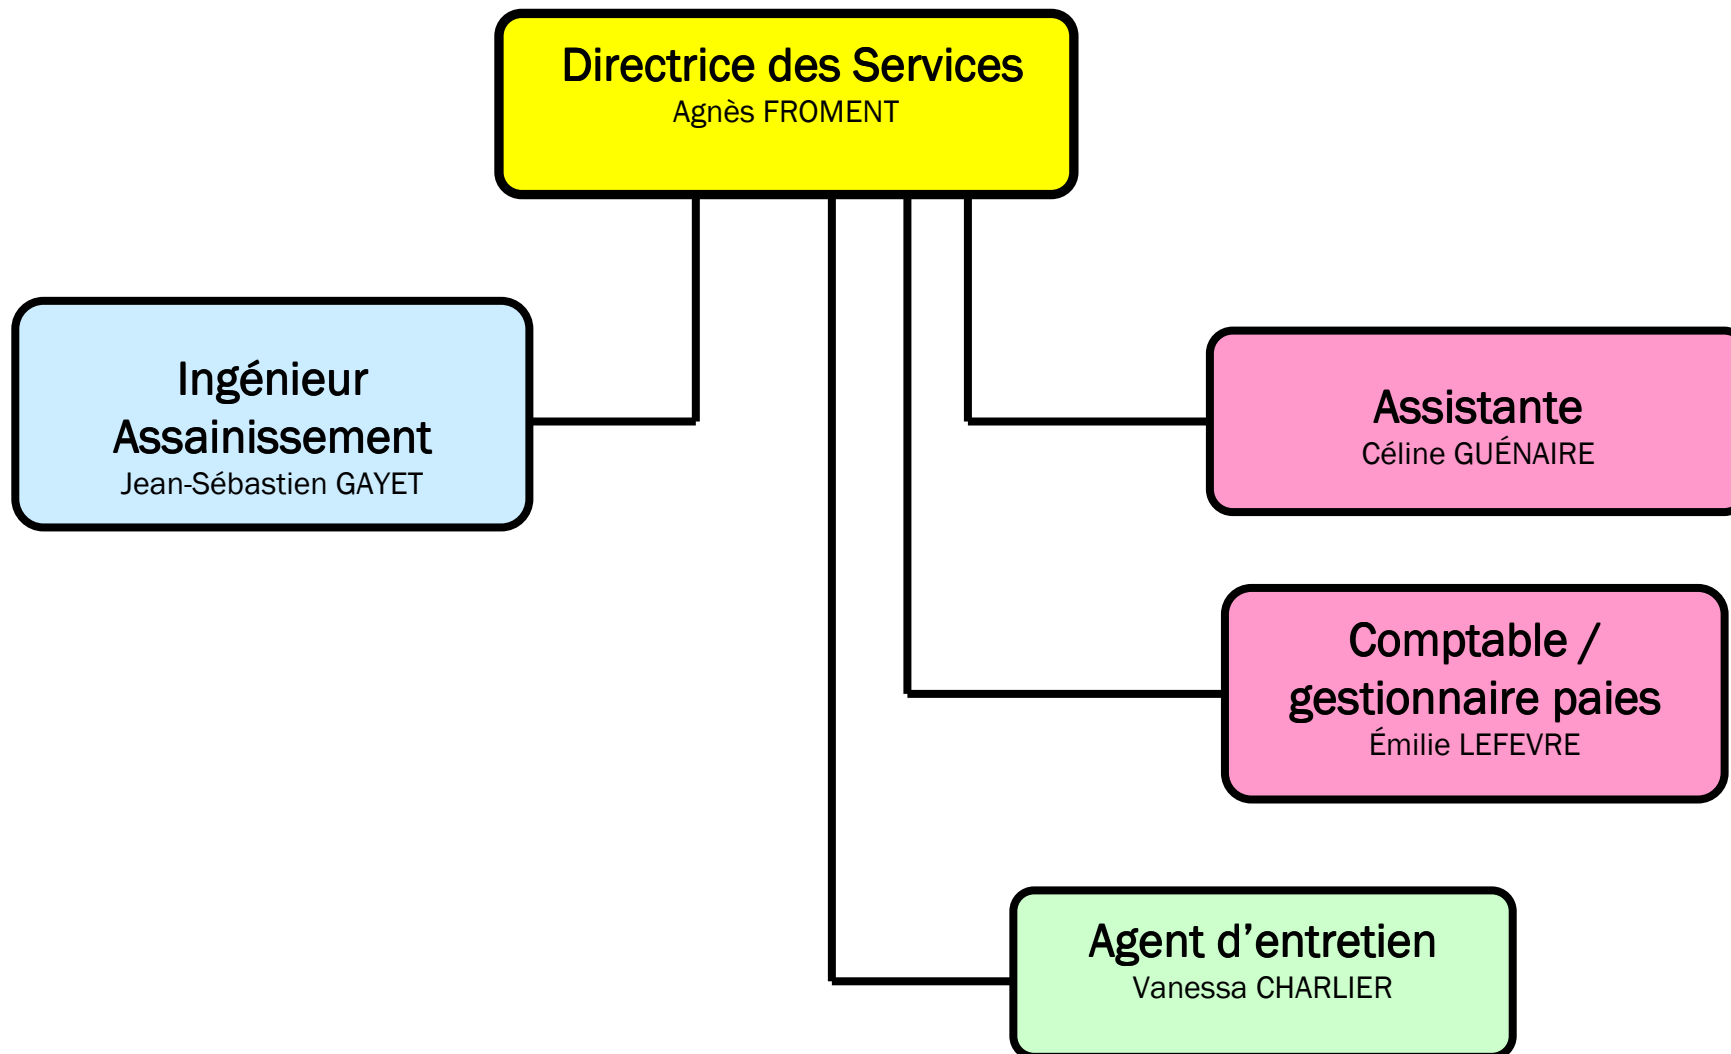 Directrice des Services
Agnès FROMENT
Ingénieur
Assainissement
Jean-Sébastien GAYET
Assistante
Céline GUÉNAIRE
Comptable /
gestionnaire paies
Émilie LEFEVRE
Agent d’entretien
Vanessa CHARLIER